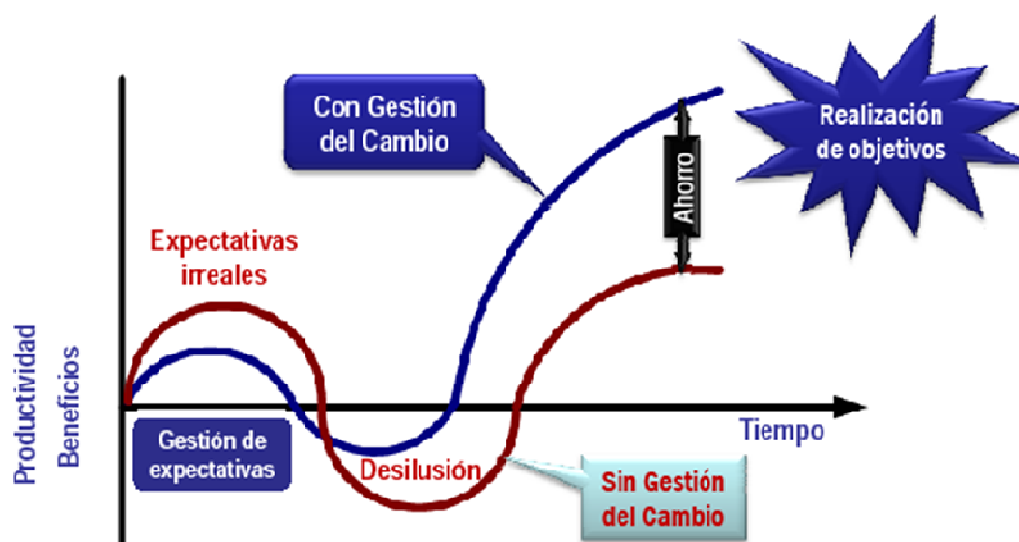 Con Gestión
del Cambio
Realización
de objetivos
Ahorro
Expectativas
irreales
Productividad
Beneficios
Gestión de
expectativas
Desilusión
Tiempo
Sin Gestión
del Cambio